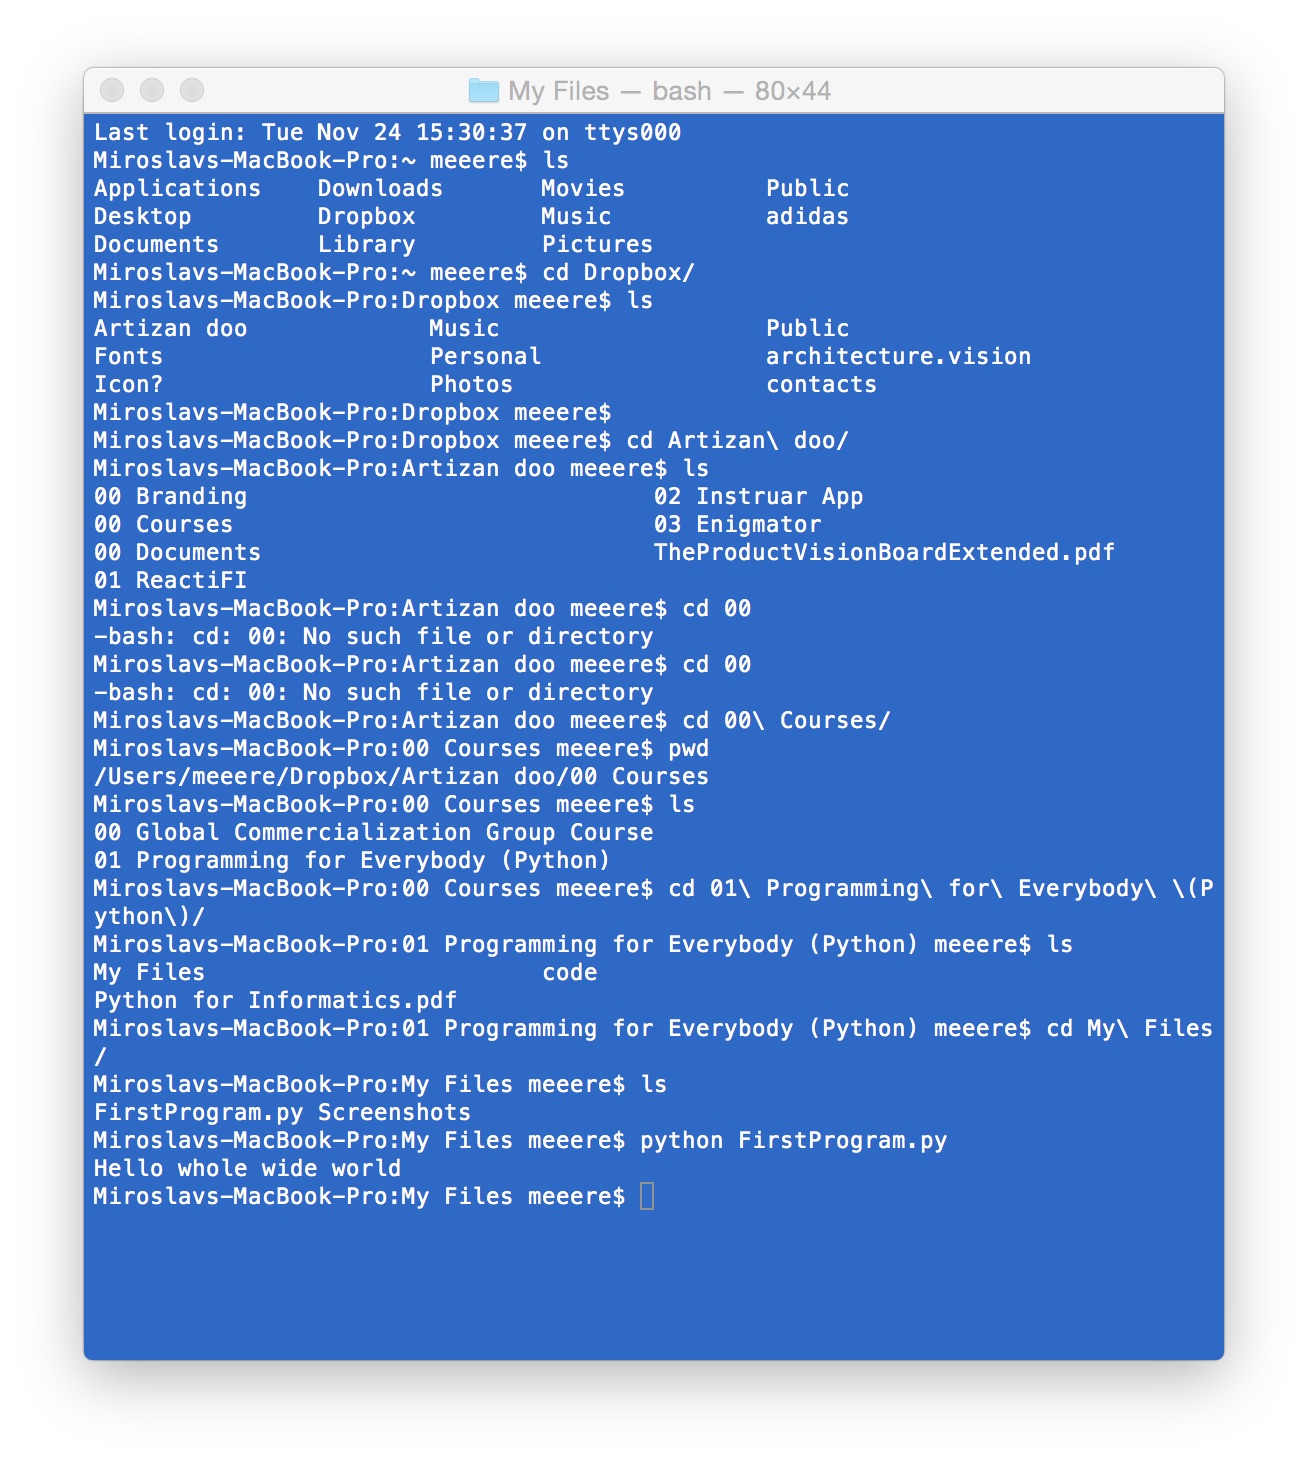 My Files — bash — 80×44
Last login: Tue Nov 24 15:30:37 on ttys000
Miroslavs-MacBook-Pro:~ meeere$ ls
Applications    Downloads       Movies          Public
Desktop         Dropbox         Music           adidas
Documents       Library         Pictures
Miroslavs-MacBook-Pro:~ meeere$ cd Dropbox/
Miroslavs-MacBook-Pro:Dropbox meeere$ ls
Artizan doo             Music                   Public
Fonts                   Personal                architecture.vision
Icon?                   Photos                  contacts
Miroslavs-MacBook-Pro:Dropbox meeere$
Miroslavs-MacBook-Pro:Dropbox meeere$ cd Artizan\ doo/
Miroslavs-MacBook-Pro:Artizan doo meeere$ ls
00 Branding                             02 Instruar App
00 Courses                              03 Enigmator
00 Documents                            TheProductVisionBoardExtended.pdf
01 ReactiFI
Miroslavs-MacBook-Pro:Artizan doo meeere$ cd 00
-bash: cd: 00: No such file or directory
Miroslavs-MacBook-Pro:Artizan doo meeere$ cd 00
-bash: cd: 00: No such file or directory
Miroslavs-MacBook-Pro:Artizan doo meeere$ cd 00\ Courses/
Miroslavs-MacBook-Pro:00 Courses meeere$ pwd
/Users/meeere/Dropbox/Artizan doo/00 Courses
Miroslavs-MacBook-Pro:00 Courses meeere$ ls
00 Global Commercialization Group Course
01 Programming for Everybody (Python)
Miroslavs-MacBook-Pro:00 Courses meeere$ cd 01\ Programming\ for\ Everybody\ \(P
ython\)/
Miroslavs-MacBook-Pro:01 Programming for Everybody (Python) meeere$ ls
My Files                        code
Python for Informatics.pdf
Miroslavs-MacBook-Pro:01 Programming for Everybody (Python) meeere$ cd My\ Files
/
Miroslavs-MacBook-Pro:My Files meeere$ ls
FirstProgram.py Screenshots
Miroslavs-MacBook-Pro:My Files meeere$ python FirstProgram.py
Hello whole wide world
Miroslavs-MacBook-Pro:My Files meeere$